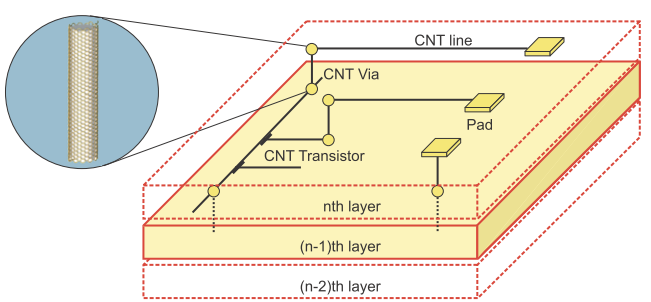 CNT line
CNT Via
Pad
CNT Transistor
nth layer
(n-1)th layer
(n-2)th layer